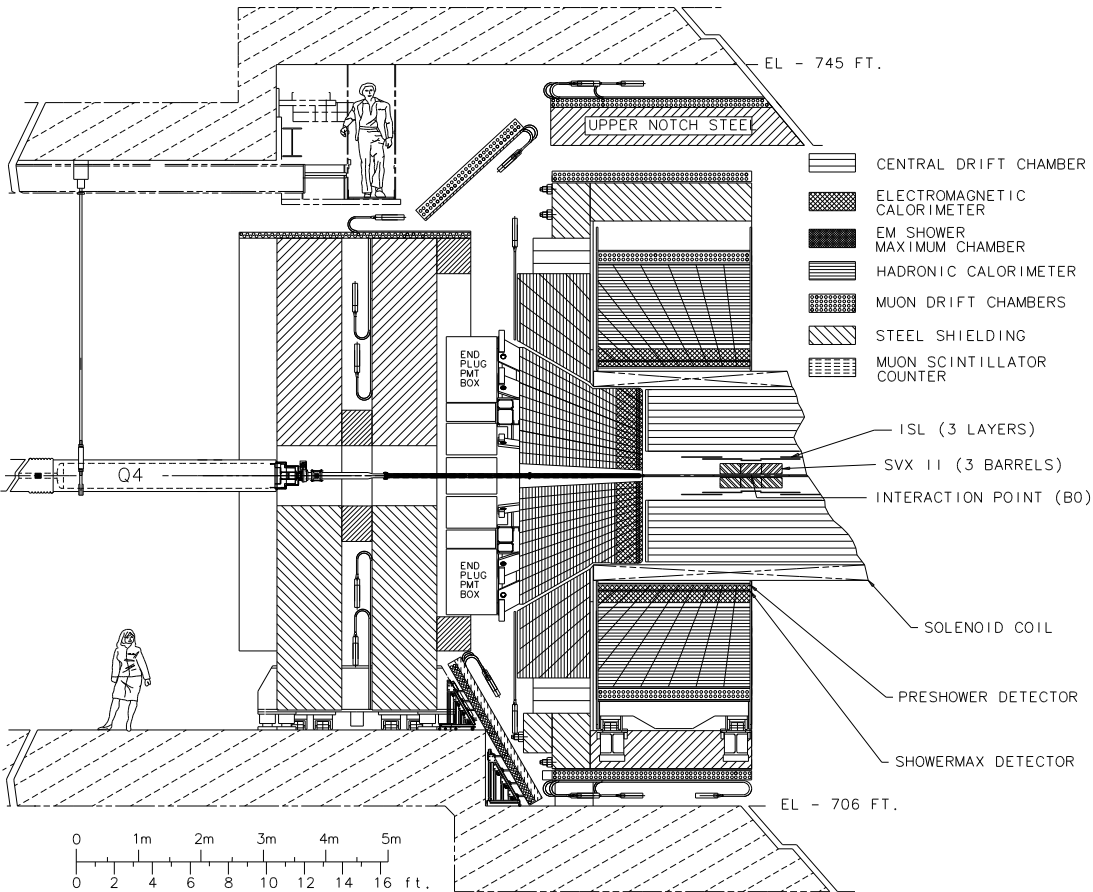 EL - 745 FT.
UPPER NOTCH STEEL
CENTRAL DRIFT CHAMBER
ELECTROMAGNETIC
CALORIMETER
EM SHOWER
MAXIMUM CHAMBER
HADRONIC CALORIMETER
MUON DRIFT CHAMBERS
STEEL SHIELDING
MUON SCINTILLATOR
COUNTER
END
PLUG
PMT
BOX
ISL (3 LAYERS)
SVX II (3 BARRELS)
Q4
INTERACTION POINT (B0)
END
PLUG
PMT
BOX
SOLENOID COIL
PRESHOWER DETECTOR
SHOWERMAX DETECTOR
EL - 706 FT.
0 1m 2m 3m 4m 5m
0 2 4 6 8 10 12 14 16 ft.